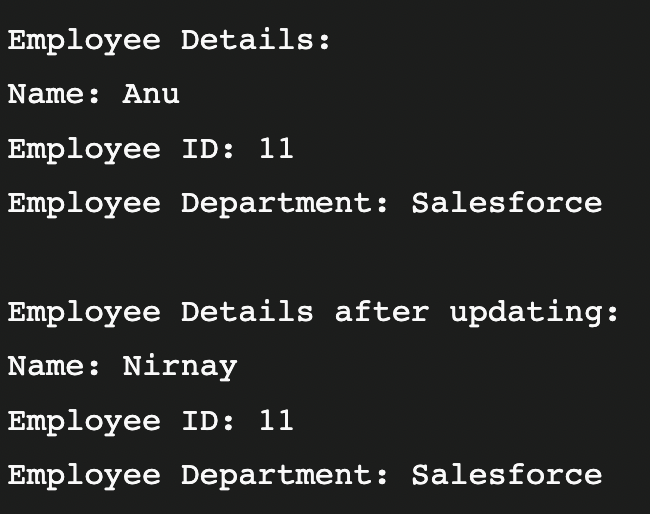 Employee Details:
Name: Anu
Employee ID: 11
Employee Department: Salesforce
Employee Details after updating:
Name: Nirnay
Employee ID: 11
Employee Department: Salesforce